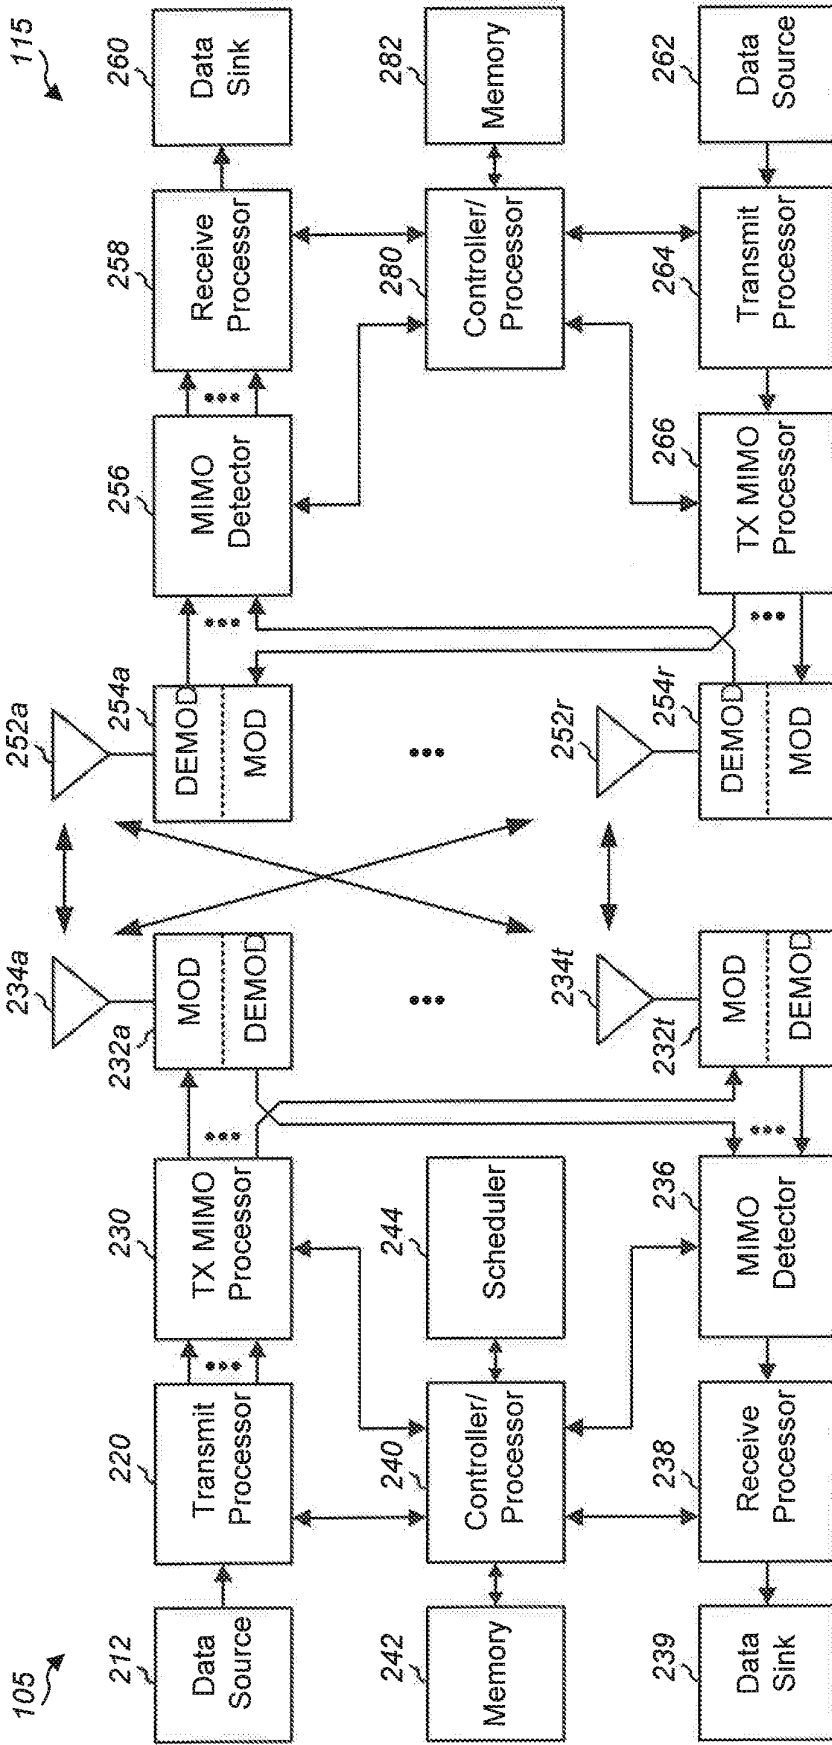 105
115
212
Data
Source
220
Transmit
Processor
230
TX MIMO
Processor
232a
MOD
DEMOD
234a
252a
254a
DEMOD
MOD
256
MIMO
Detector
258
Receive
Processor
260
Data
Sink
242
Memory
240
Controller/
Processor
244
Scheduler
280
Controller/
Processor
282
Memory
239
Data
Sink
238
Receive
Processor
236
MIMO
Detector
232t
MOD
DEMOD
234t
252r
254r
DEMOD
MOD
266
TX MIMO
Processor
264
Transmit
Processor
262
Data
Source